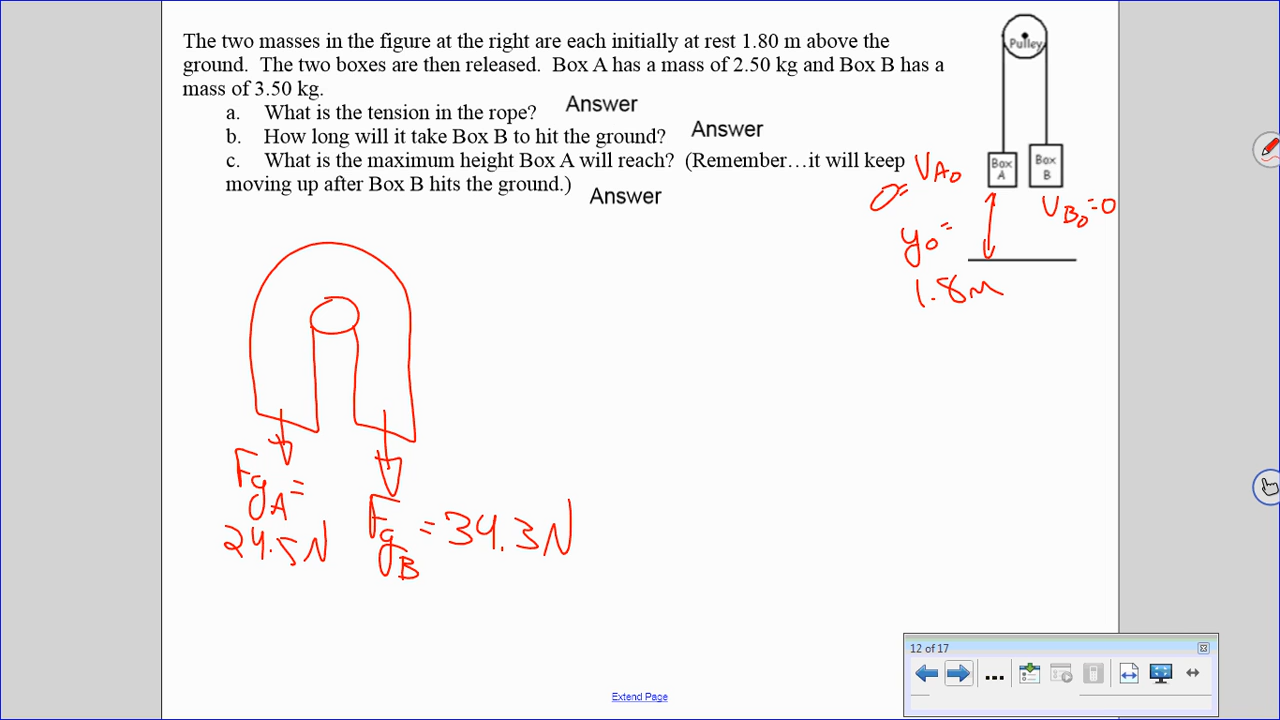 The two masses in the figure at the right are each initially at rest 1.80 m above the
ground. The two boxes are then released. Box A has a mass of 2.50 kg and Box B has a
mass of 3.50 kg.
a. What is the tension in the rope? Answer
b. How long will it take Box B to hit the ground? Answer
c. What is the maximum height Box A will reach? (Remember…it will keep
moving up after Box B hits the ground.) Answer
Pulley
Box
A
Box
B
0= VA0
VB0=0
y0=
1.8m
FgA=
24.5N
FgB=34.3N
12 of 17
Extend Page